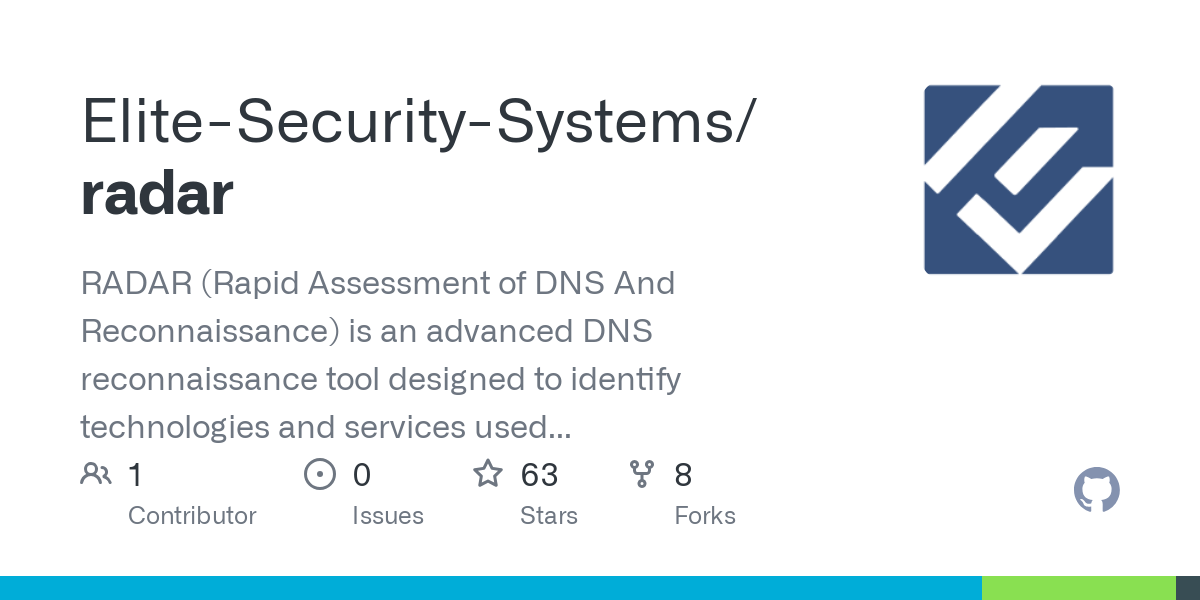 Elite-Security-Systems/
radar
RADAR (Rapid Assessment of DNS And
Reconnaissance) is an advanced DNS
reconnaissance tool designed to identify
technologies and services used...
1 0 63 8
Contributor Issues Stars Forks